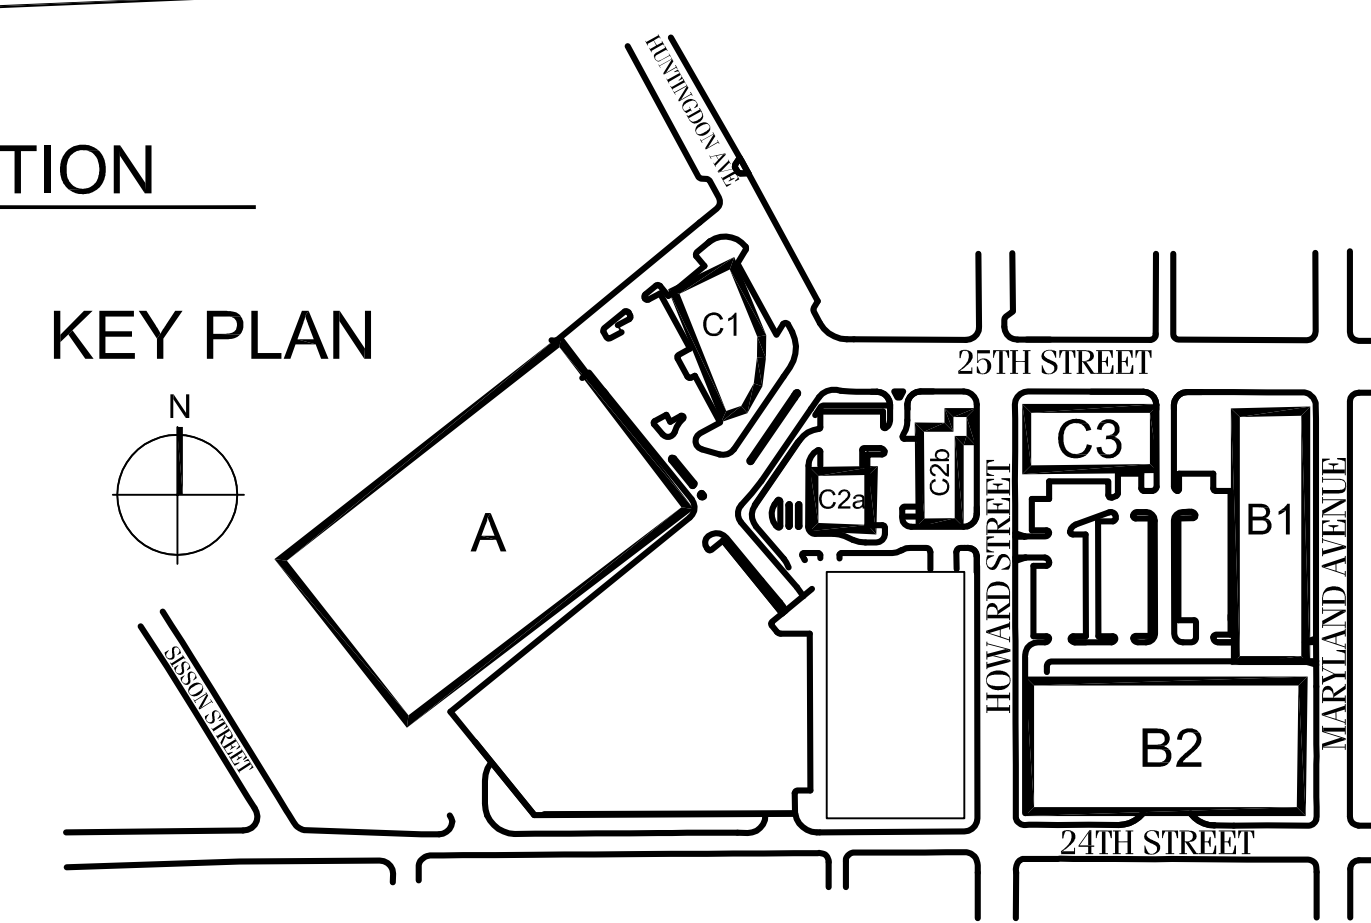 HUNTINGDON AVE
TION
KEY PLAN
N
C1
25TH STREET
C3
C2b
C2a
A
B1
HOWARD STREET
MARYLAND AVENUE
SISSON STREET
B2
24TH STREET